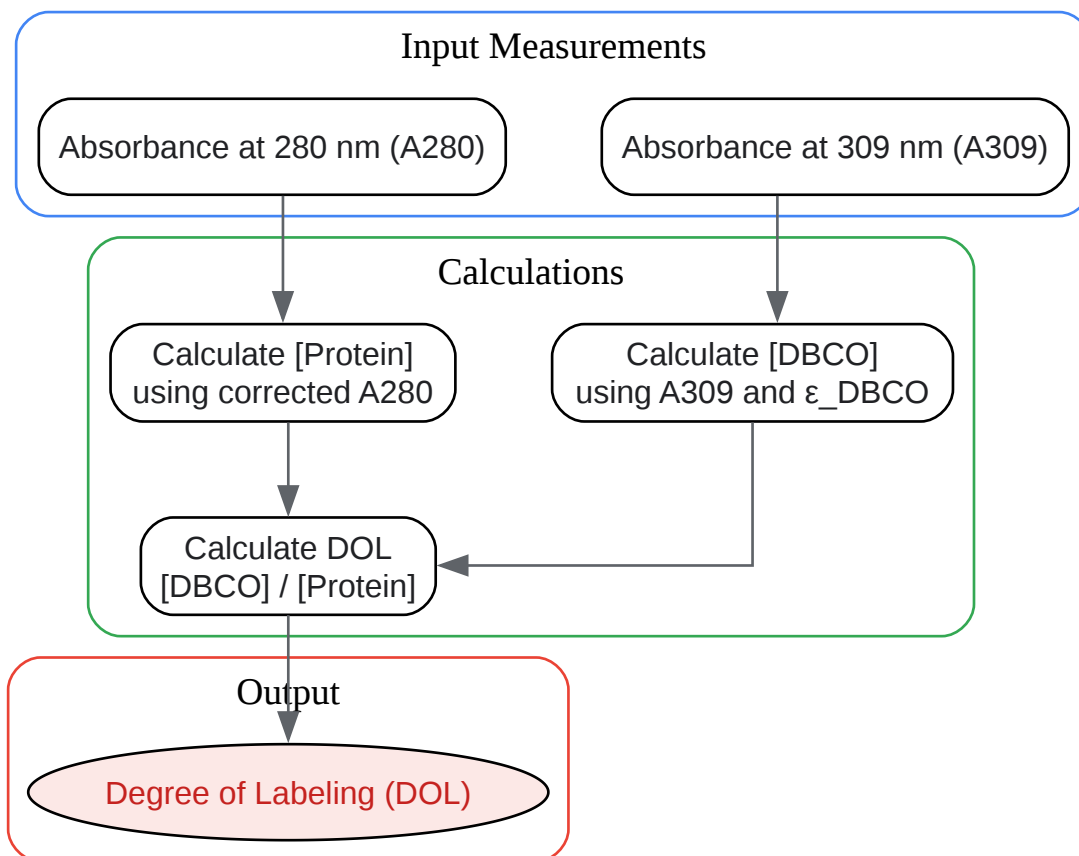 Input Measurements
Absorbance at 280 nm (A280)
Absorbance at 309 nm (A309)
Calculations
Calculate [Protein]
using corrected A280
Calculate [DBCO]
using A309 and ε_DBCO
Calculate DOL
[DBCO] / [Protein]
Output
Degree of Labeling (DOL)